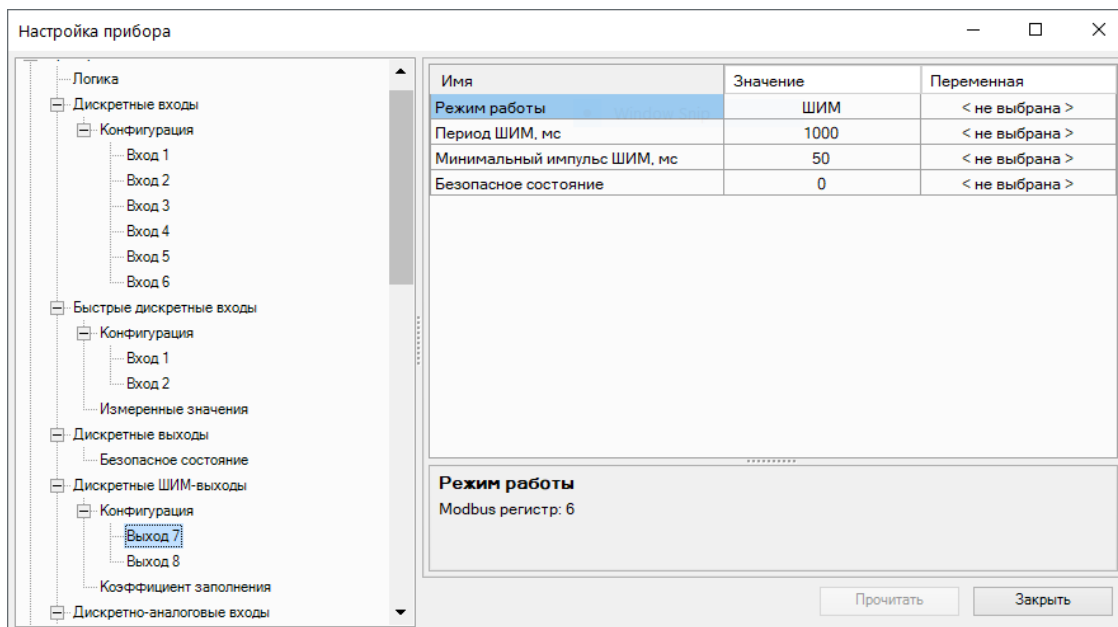 Настройка прибора
Логика
Дискретные входы
Конфигурация
Вход 1
Вход 2
Вход 3
Вход 4
Вход 5
Вход 6
Быстрые дискретные входы
Конфигурация
Вход 1
Вход 2
Измеренные значения
Дискретные выходы
Безопасное состояние
Дискретные ШИМ-выходы
Конфигурация
Выход 7
Выход 8
Коэффициент заполнения
Дискретно-аналоговые входы
Имя Значение Переменная
Режим работы ШИМ < не выбрана >
Период ШИМ, мс 1000 < не выбрана >
Минимальный импульс ШИМ, мс 50 < не выбрана >
Безопасное состояние 0 < не выбрана >
Режим работы
Modbus регистр: 6
Прочитать Закрыть